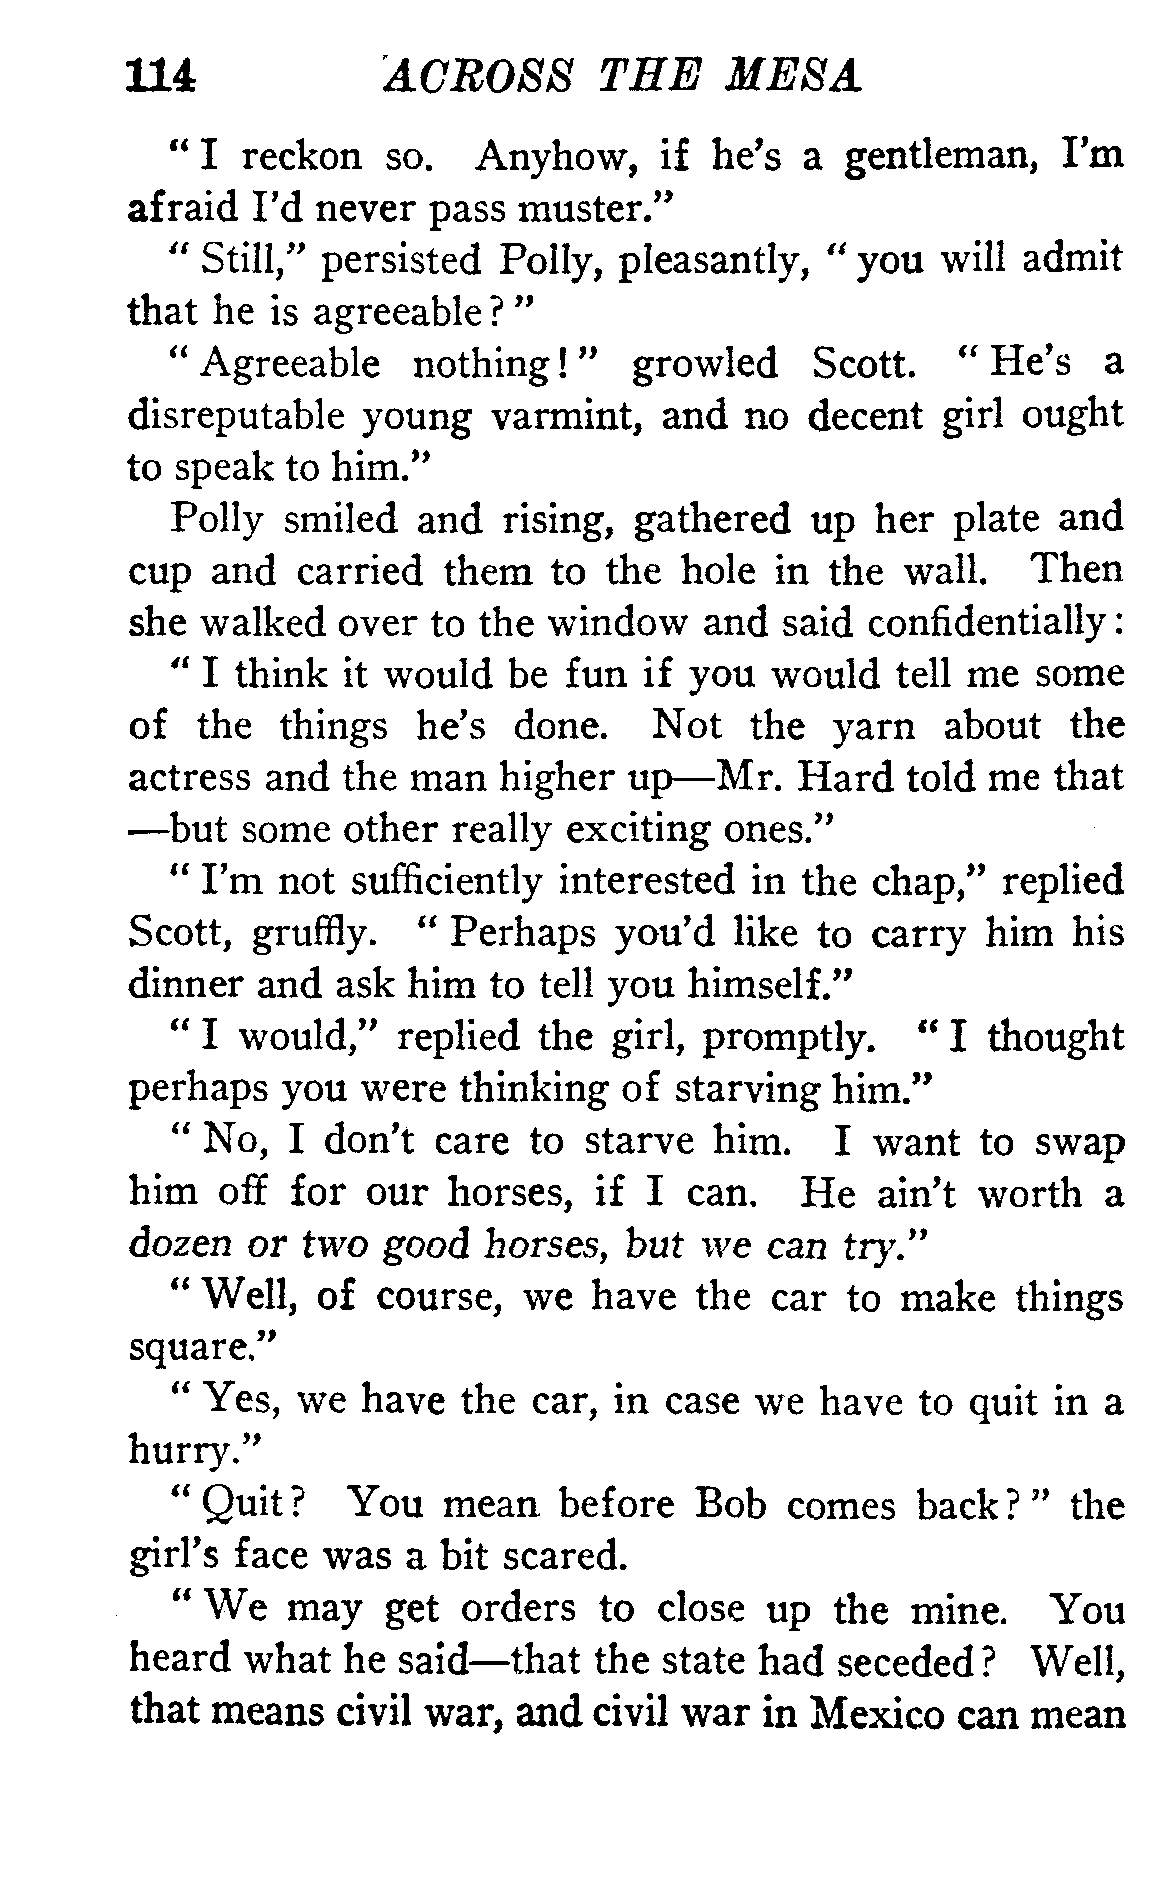 114 ACROSS THE MESA
" I reckon so. Anyhow, if he's a gentleman, I'm
afraid I'd never pass muster."
" Still," persisted Polly, pleasantly, " you will admit
that he is agreeable? "
" Agreeable nothing! " growled Scott. " He's a
disreputable young varmint, and no decent girl ought
to speak to him."
Polly smiled and rising, gathered up her plate and
cup and carried them to the hole in the wall. Then
she walked over to the window and said confidentially:
" I think it would be fun if you would tell me some
of the things he's done. Not the yarn about the
actress and the man higher up—Mr. Hard told me that
—but some other really exciting ones."
" I'm not sufficiently interested in the chap," replied
Scott, gruffly. " Perhaps you'd like to carry him his
dinner and ask him to tell you himself."
" I would," replied the girl, promptly. " I thought
perhaps you were thinking of starving him."
" No, I don't care to starve him. I want to swap
him off for our horses, if I can. He ain't worth a
dozen or two good horses, but we can try."
" Well, of course, we have the car to make things
square."
" Yes, we have the car, in case we have to quit in a
hurry."
" Quit? You mean before Bob comes back? " the
girl's face was a bit scared.
" We may get orders to close up the mine. You
heard what he said—that the state had seceded? Well,
that means civil war, and civil war in Mexico can mean